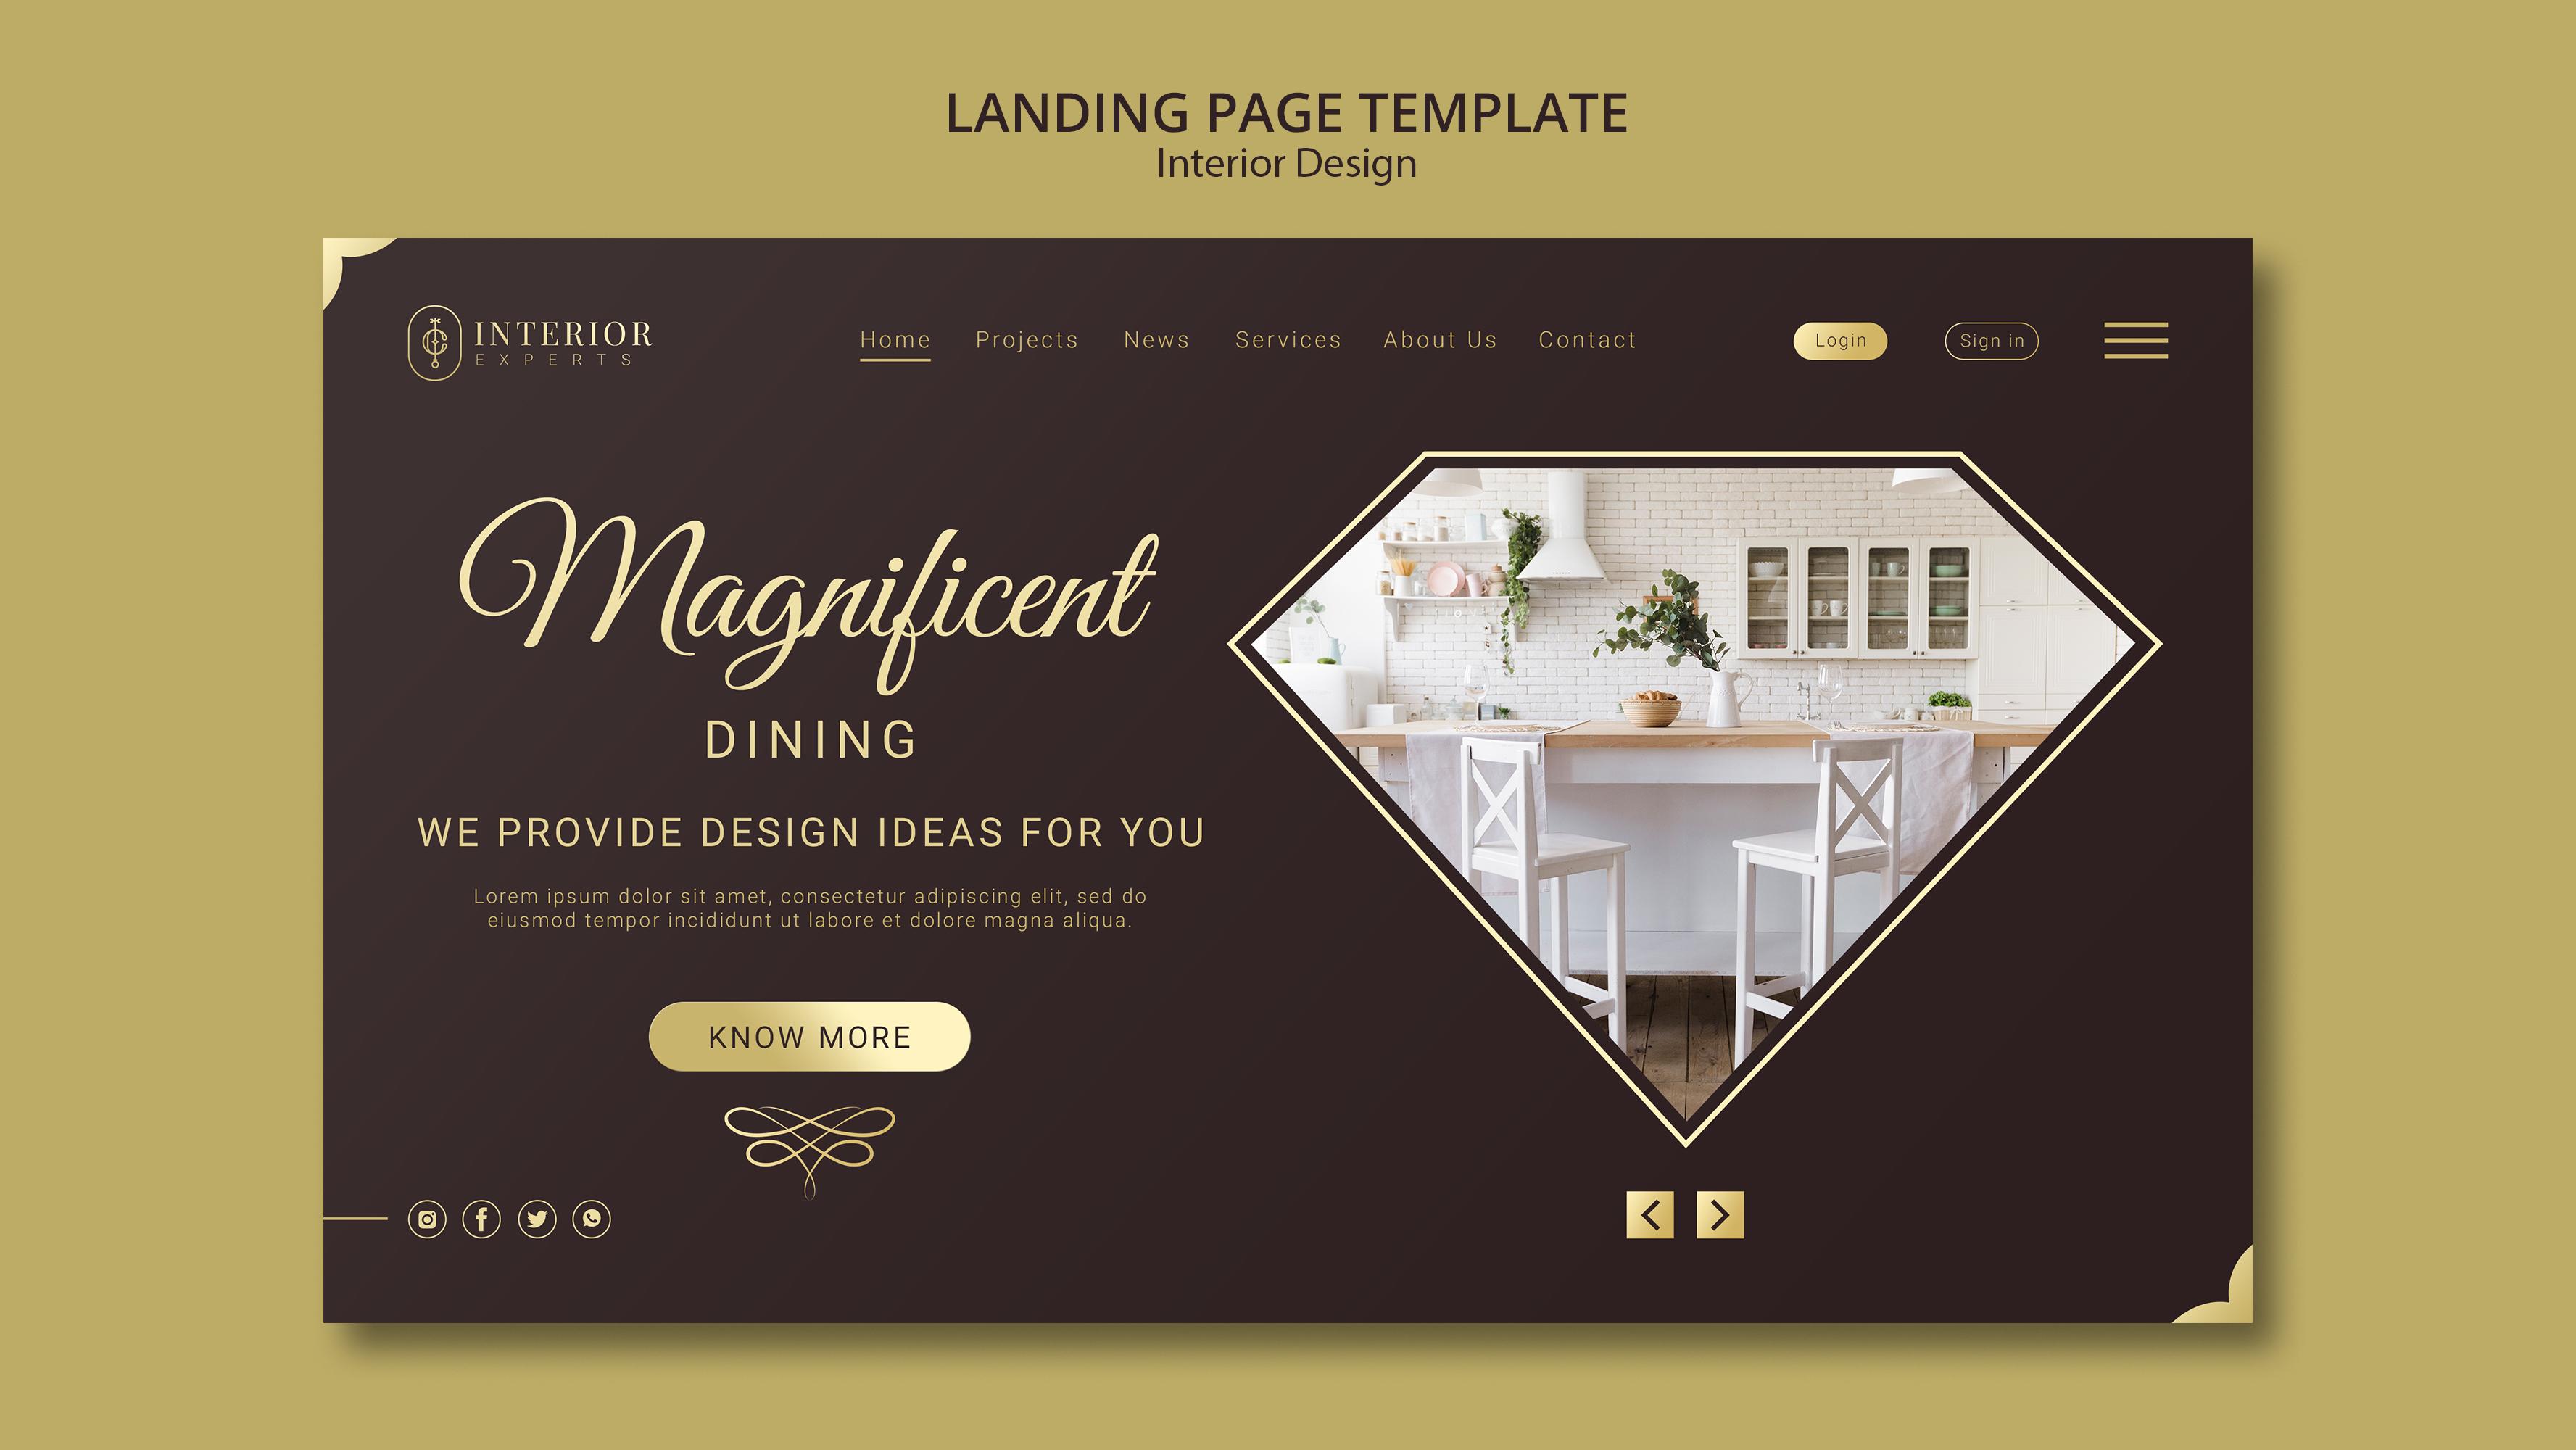 LANDING PAGE TEMPLATE
Interior Design
INTERIOR
EXPERTS
Home Projects News Services About Us Contact
Login
Sign in
Magnificent
DINING
WE PROVIDE DESIGN IDEAS FOR YOU
Lorem ipsum dolor sit amet, consectetur adipiscing elit, sed do
eiusmod tempor incididunt ut labore et dolore magna aliqua.
KNOW MORE